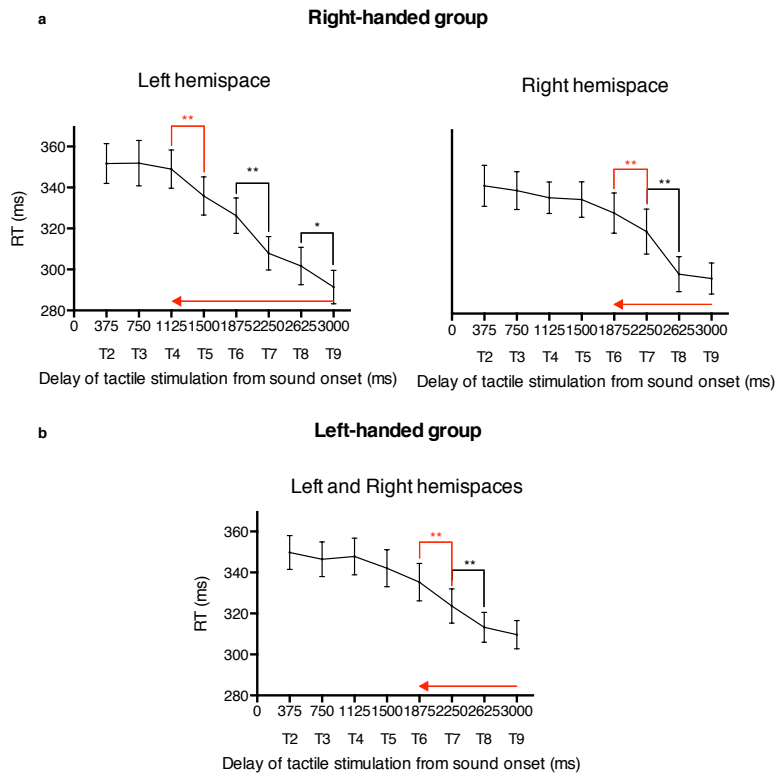 a
Right-handed group
Left hemispace
Right hemispace
**
**
*
**
**
RT (ms)
360
340
320
300
280
0 375 750 1125 1500 1875 2250 2625 3000
T2 T3 T4 T5 T6 T7 T8 T9
Delay of tactile stimulation from sound onset (ms)
0 375 750 1125 1500 1875 2250 2625 3000
T2 T3 T4 T5 T6 T7 T8 T9
Delay of tactile stimulation from sound onset (ms)
b
Left-handed group
Left and Right hemispaces
**
**
RT (ms)
360
340
320
300
280
0 375 750 1125 1500 1875 2250 2625 3000
T2 T3 T4 T5 T6 T7 T8 T9
Delay of tactile stimulation from sound onset (ms)